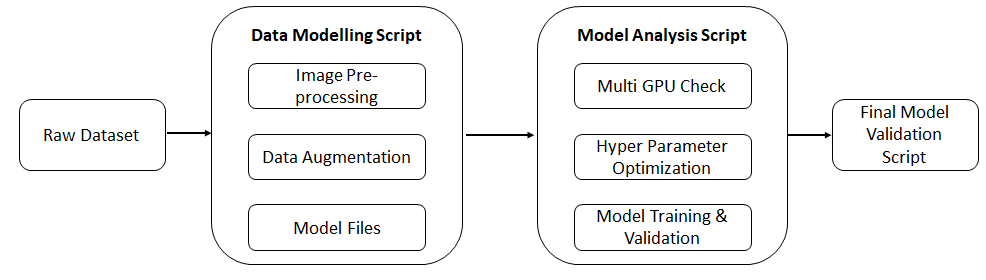 Raw Dataset
Data Modelling Script
Image Pre-
processing
Data Augmentation
Model Files
Model Analysis Script
Multi GPU Check
Hyper Parameter
Optimization
Model Training &
Validation
Final Model
Validation
Script